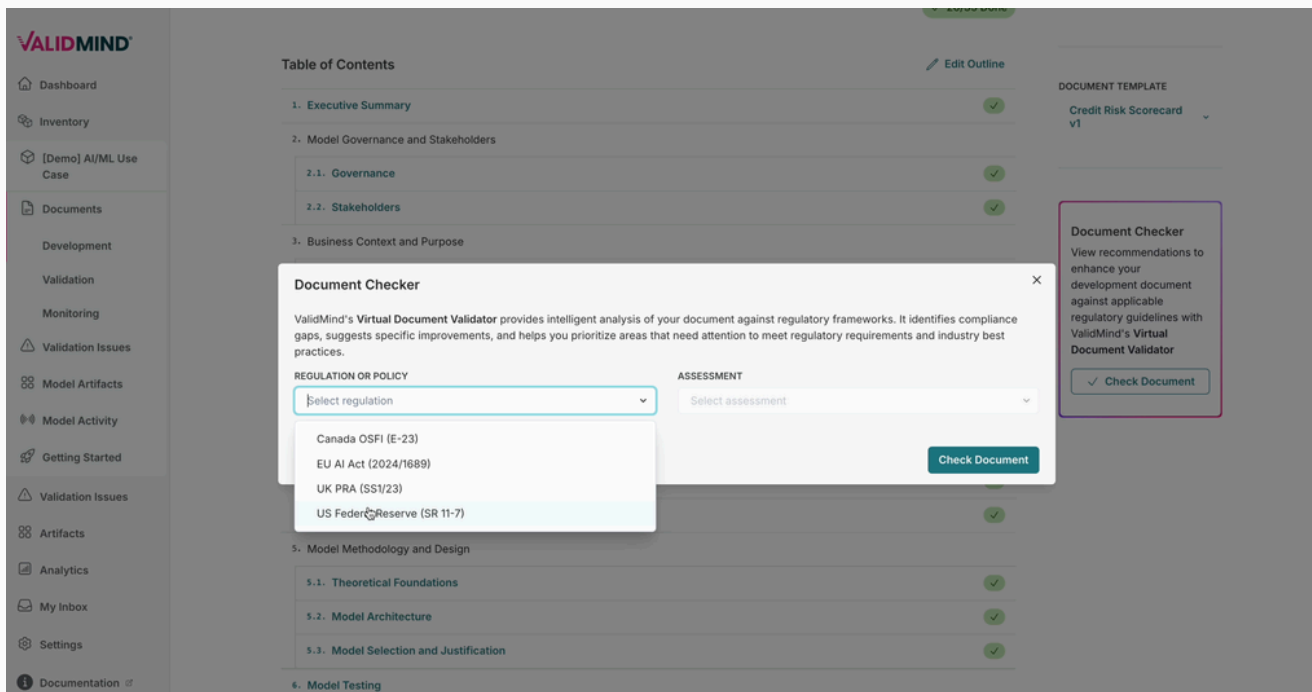 VALIDMIND
Dashboard
Inventory
[Demo] AI/ML Use
Case
Documents
Development
Validation
Monitoring
Validation Issues
Model Artifacts
Model Activity
Getting Started
Validation Issues
Artifacts
Analytics
My Inbox
Settings
Documentation
Table of Contents
Edit Outline
1. Executive Summary
2. Model Governance and Stakeholders
2.1. Governance
2.2. Stakeholders
3. Business Context and Purpose
Document Checker
ValidMind's Virtual Document Validator provides intelligent analysis of your document against regulatory frameworks. It identifies compliance
gaps, suggests specific improvements, and helps you prioritize areas that need attention to meet regulatory requirements and industry best
practices.
REGULATION OR POLICY
Select regulation
ASSESSMENT
Select assessment
Canada OSFI (E-23)
EU AI Act (2024/1689)
UK PRA (SS1/23)
US Federal Reserve (SR 11-7)
Check Document
5. Model Methodology and Design
5.1. Theoretical Foundations
5.2. Model Architecture
5.3. Model Selection and Justification
6. Model Testing
DOCUMENT TEMPLATE
Credit Risk Scorecard
v1
Document Checker
View recommendations to
enhance your
development document
against applicable
regulatory guidelines with
ValidMind's Virtual
Document Validator
Check Document